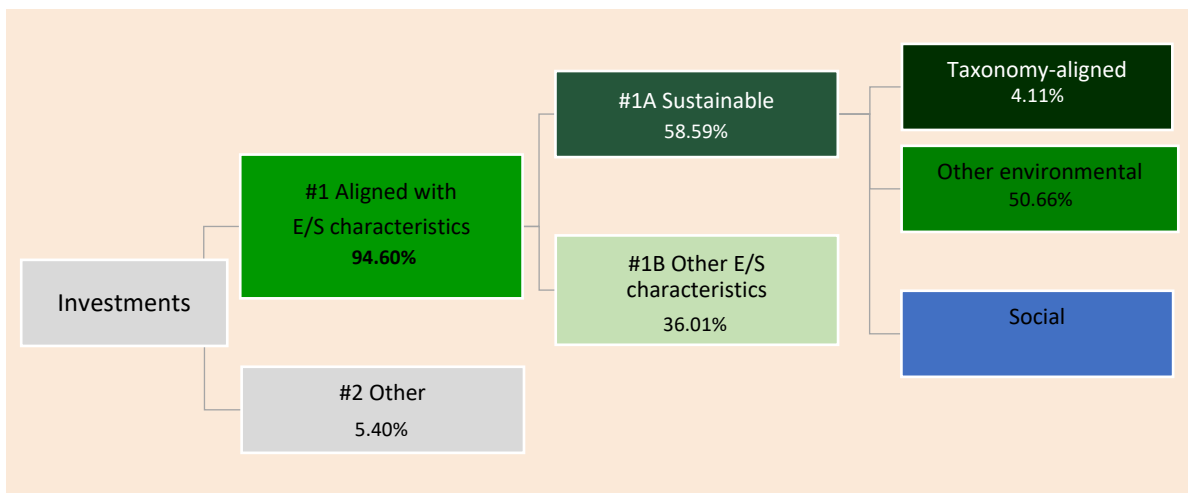 Investments
#1 Aligned with
E/S characteristics
94.60%
#2 Other
5.40%
#1A Sustainable
58.59%
#1B Other E/S
characteristics
36.01%
Taxonomy-aligned
4.11%
Other environmental
50.66%
Social